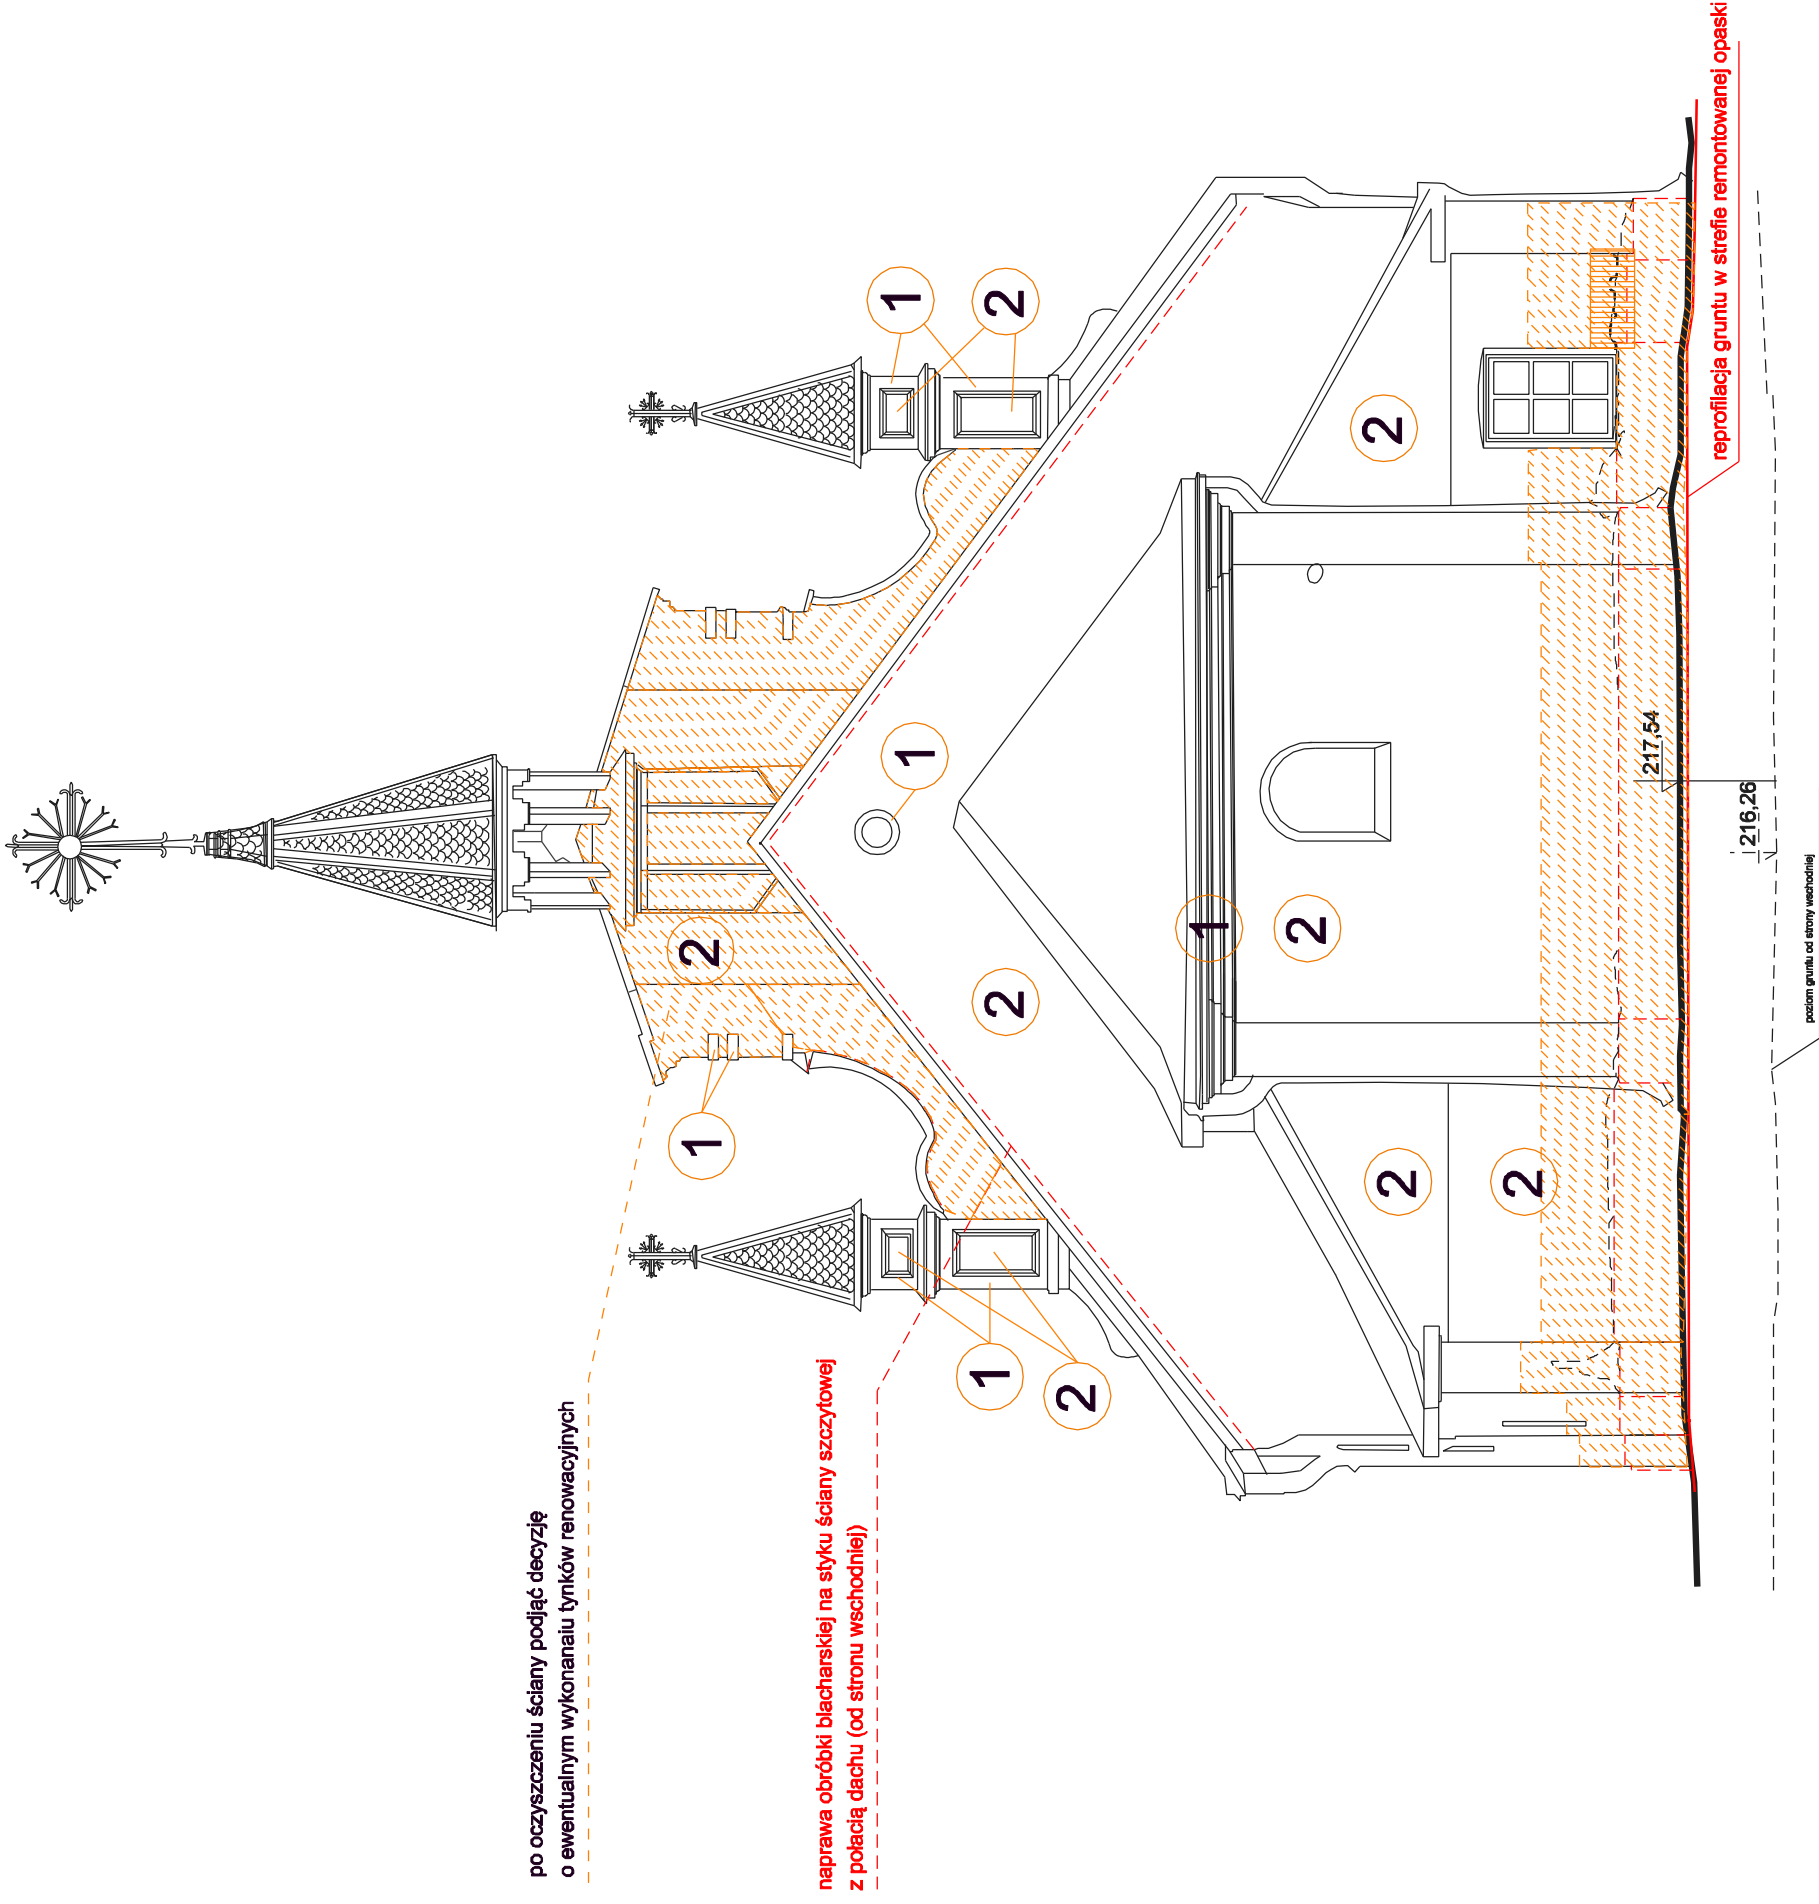 po oczyszczeniu ściany podjąć decyzję
o ewentualnym wykonanaiu tynków renowacyjnych
naprawa obróbki blacharskiej na styku ściany szczytowej
z połacią dachu (od stronu wschodniej)
1
2
1
2
1
2
1
2
2
1
2
2
2
2
217,54
216,26
reprofilacja gruntu w strefie remontowanej opaski
poziom gruntu od strony wschodniej